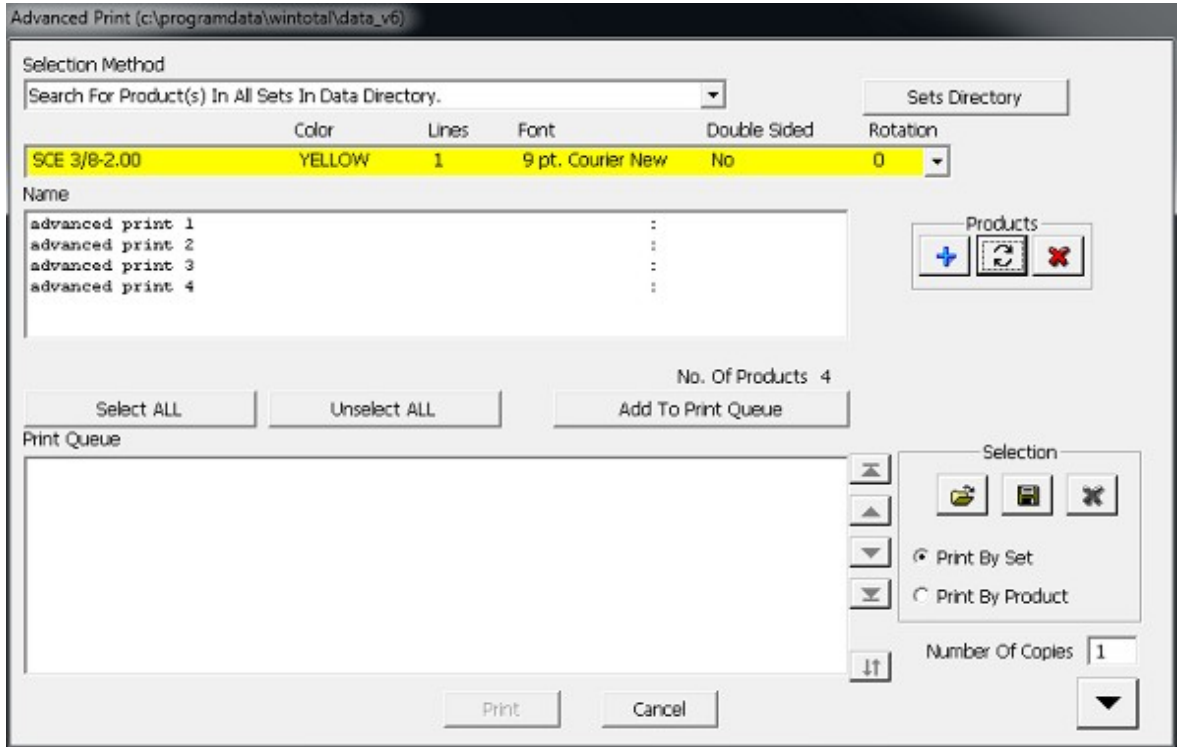 Advanced Print (c:\programdata\wintotal\data_v6)
Selection Method
Search For Product(s) In All Sets In Data Directory.
Sets Directory
Color Lines Font Double Sided Rotation
SCE 3/8-2.00 YELLOW 1 9 pt. Courier New No 0
Name
advanced print 1 :
advanced print 2 :
advanced print 3 :
advanced print 4 :
Products
No. Of Products 4
Select ALL Unselect ALL Add To Print Queue
Print Queue
Selection
Print By Set
Print By Product
Number Of Copies 1
Print Cancel